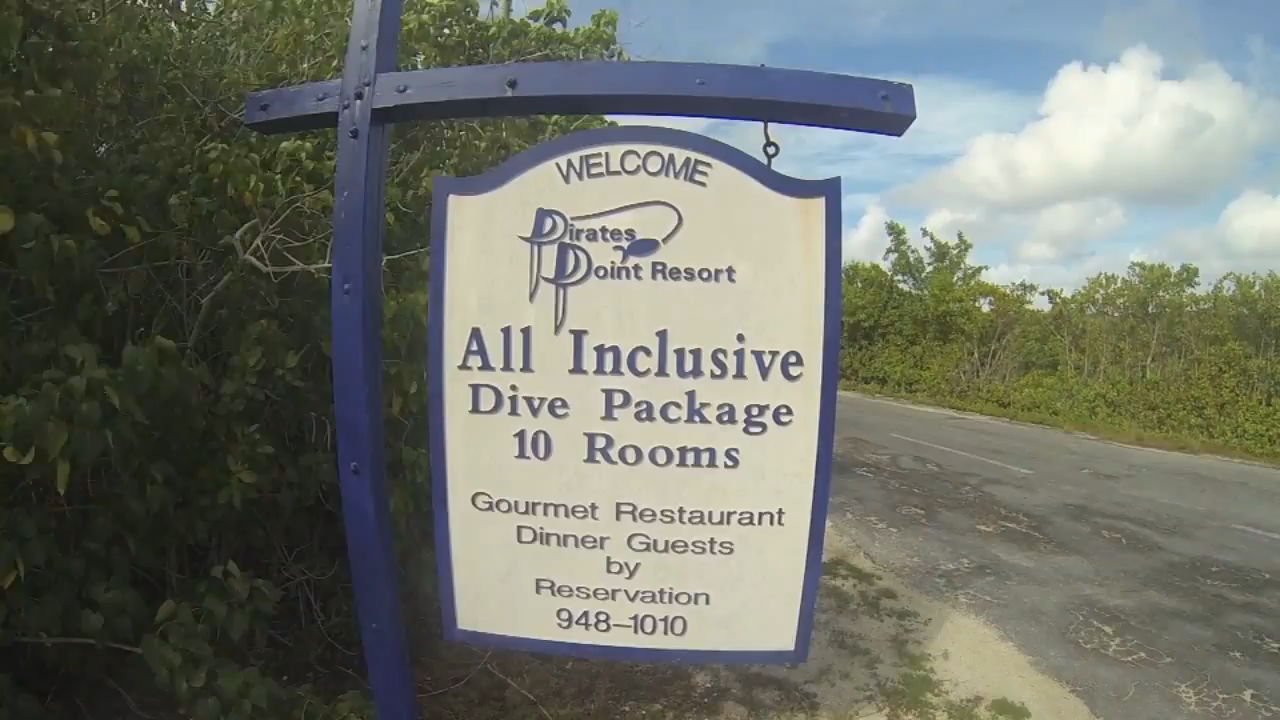 WELCOME
Pirates
Point Resort
All Inclusive
Dive Package
10 Rooms
Gourmet Restaurant
Dinner Guests
by
Reservation
948-1010